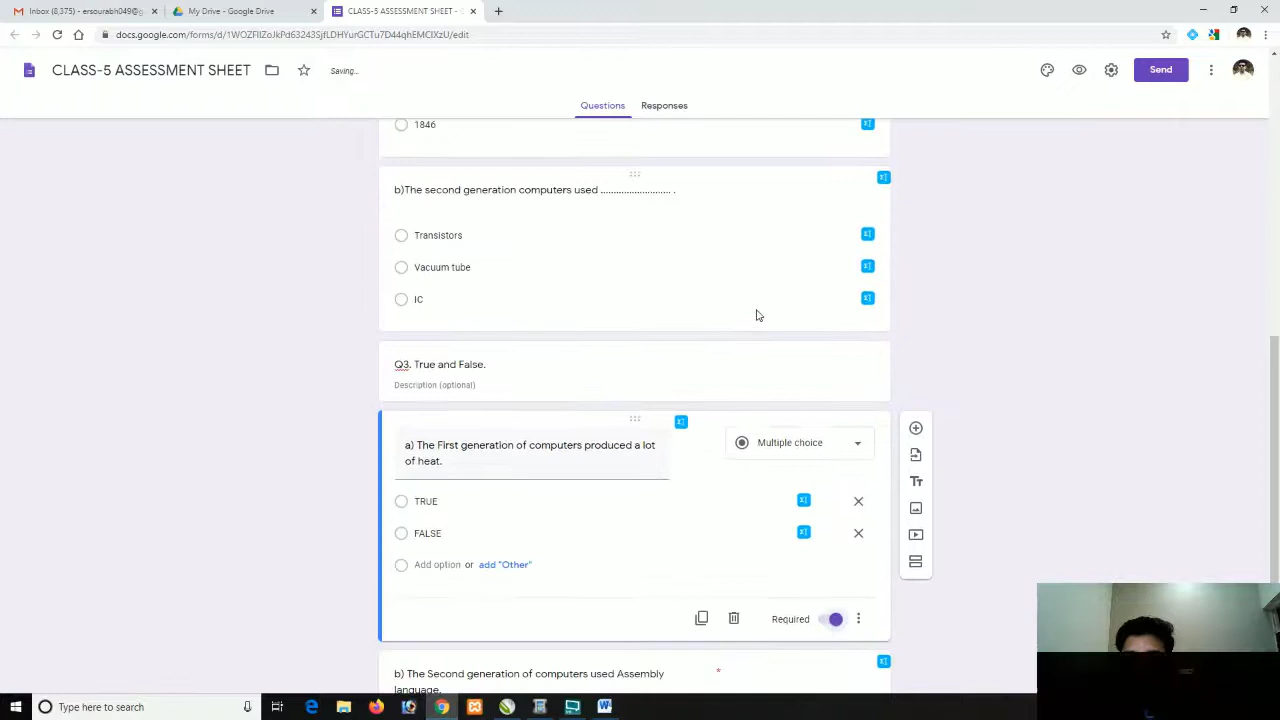 Inbox (8,375) - ersourabh049@g
My Drive - Google Drive
CLASS-5 ASSESSMENT SHEET -
docs.google.com/forms/d/1WOZFIlZoJkPd63243SjfLDHYurGCTu7D44qhEMCIXzU/edit
CLASS-5 ASSESSMENT SHEET
Saving...
Send
Questions
Responses
1846
b)The second generation computers used .......................... .
Transistors
Vacuum tube
IC
Q3. True and False.
Description (optional)
a) The First generation of computers produced a lot
of heat.
Multiple choice
TRUE
FALSE
Add option or add "Other"
Required
b) The Second generation of computers used Assembly *
language.
Type here to search